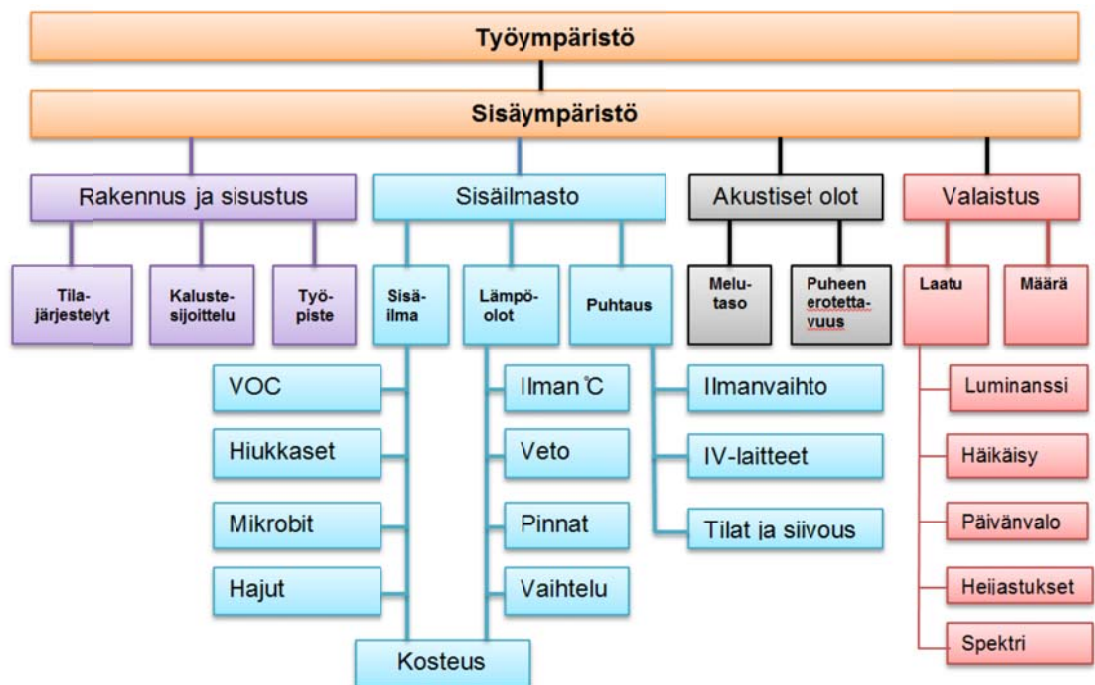 Työympäristö
Sisäympäristö
Rakennus ja sisustus
Sisäilmasto
Akustiset olot
Valaistus
Tila-
järjestelyt
Kaluste-
sijoittelu
Työ-
piste
Sisä-
ilma
Lämpö-
olot
Puhtaus
Melu-
taso
Puheen
erotetta-
vuus
Laatu
Määrä
VOC
Hiukkaset
Mikrobit
Hajut
Ilman °C
Veto
Pinnat
Vaihtelu
Kosteus
Ilmanvaihto
IV-laitteet
Tilat ja siivous
Luminanssi
Häikäisy
Päivänvalo
Heijastukset
Spektri